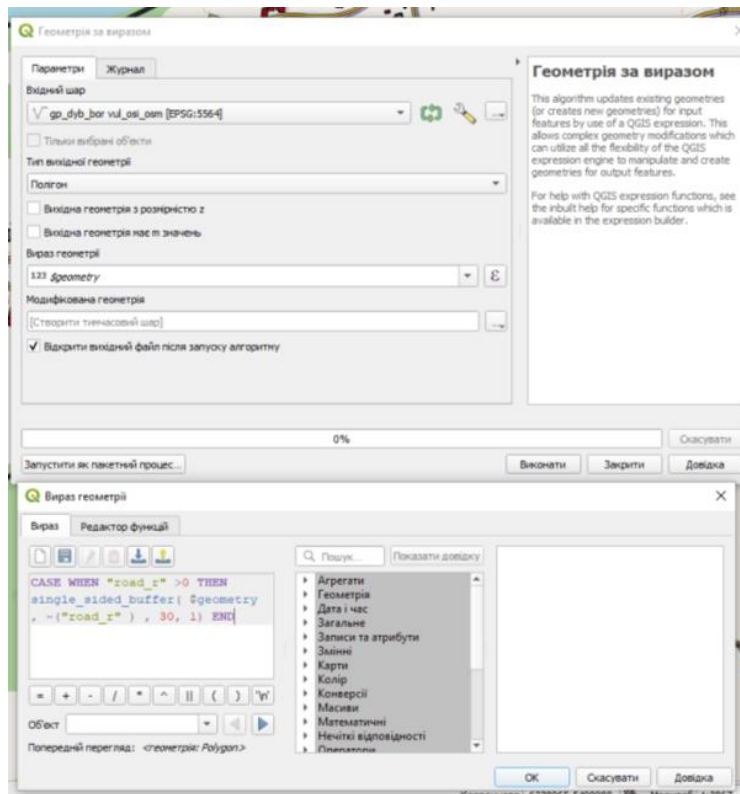 Геометрія за виразом
Параметри Журнал
Вхідний шар
gp_dyb_bor vul_osi_osm [EPSG:5564]
Тільки вибрані об'єкти
Тип вихідної геометрії
Полігон
Вихідна геометрія з розмірністю z
Вихідна геометрія має m значень
Вираз геометрії
123 $geometry
ε
Модифікована геометрія
[Створити тимчасовий шар]
Відкрити вихідний файл після запуску алгоритму
Геометрія за виразом
This algorithm updates existing geometries
(or creates new geometries) for input
features by use of a QGIS expression. This
allows complex geometry modifications which
can utilize all the flexibility of the QGIS
expression engine to manipulate and create
geometries for output features.
For help with QGIS expression functions, see
the inbuilt help for specific functions which is
available in the expression builder.
0%
Скасувати
Запустити як пакетний процес...
Виконати Закрити Довідка
Вираз геометрії
Вираз Редактор функцій
CASE WHEN "road_r" >0 THEN
single_sided_buffer( $geometry
, -("road_r" ) , 30, 1) END
= + - / * ^ || ( ) '\n'
Об'єкт
Попередній перегляд: <геометрія: Polygon>
Пошук... Показати довідку
Агрегати
Геометрія
Дата і час
Загальне
Записи та атрибути
Змінні
Карти
Колір
Конверсії
Масиви
Математичні
Нечіткі відповідності
Оператори
OK Скасувати Довідка